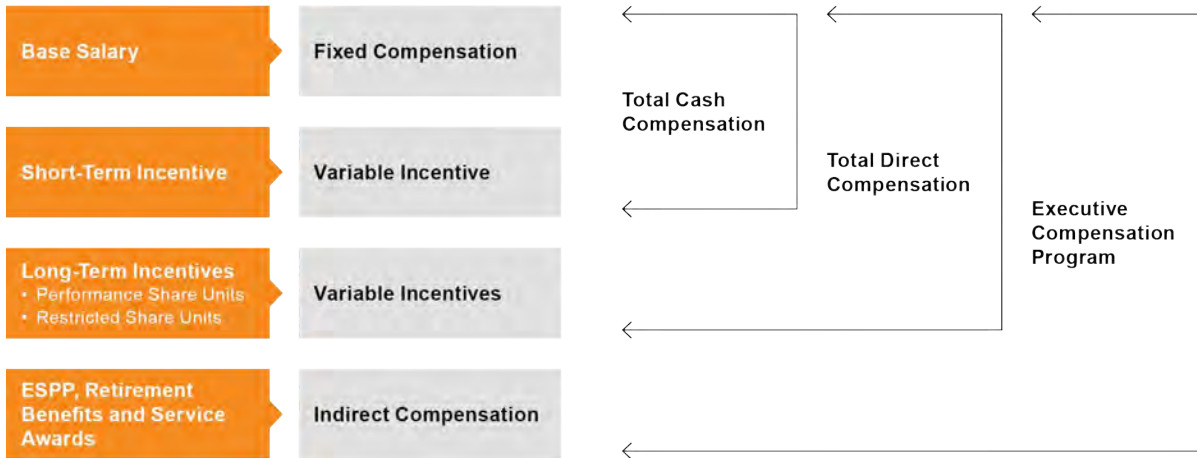 Base Salary
Fixed Compensation
Short-Term Incentive
Variable Incentive
Long-Term Incentives
• Performance Share Units
• Restricted Share Units
Variable Incentives
ESPP, Retirement
Benefits and Service
Awards
Indirect Compensation
Total Cash
Compensation
Total Direct
Compensation
Executive
Compensation
Program